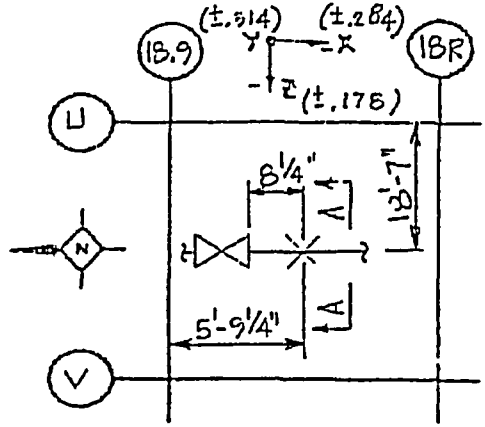 (±.514) (±.284)
18.9 Y -X 18R
-Z (±.178)
U
8 1/4" 13'-7"
A
N
A
5'-9 1/4"
V